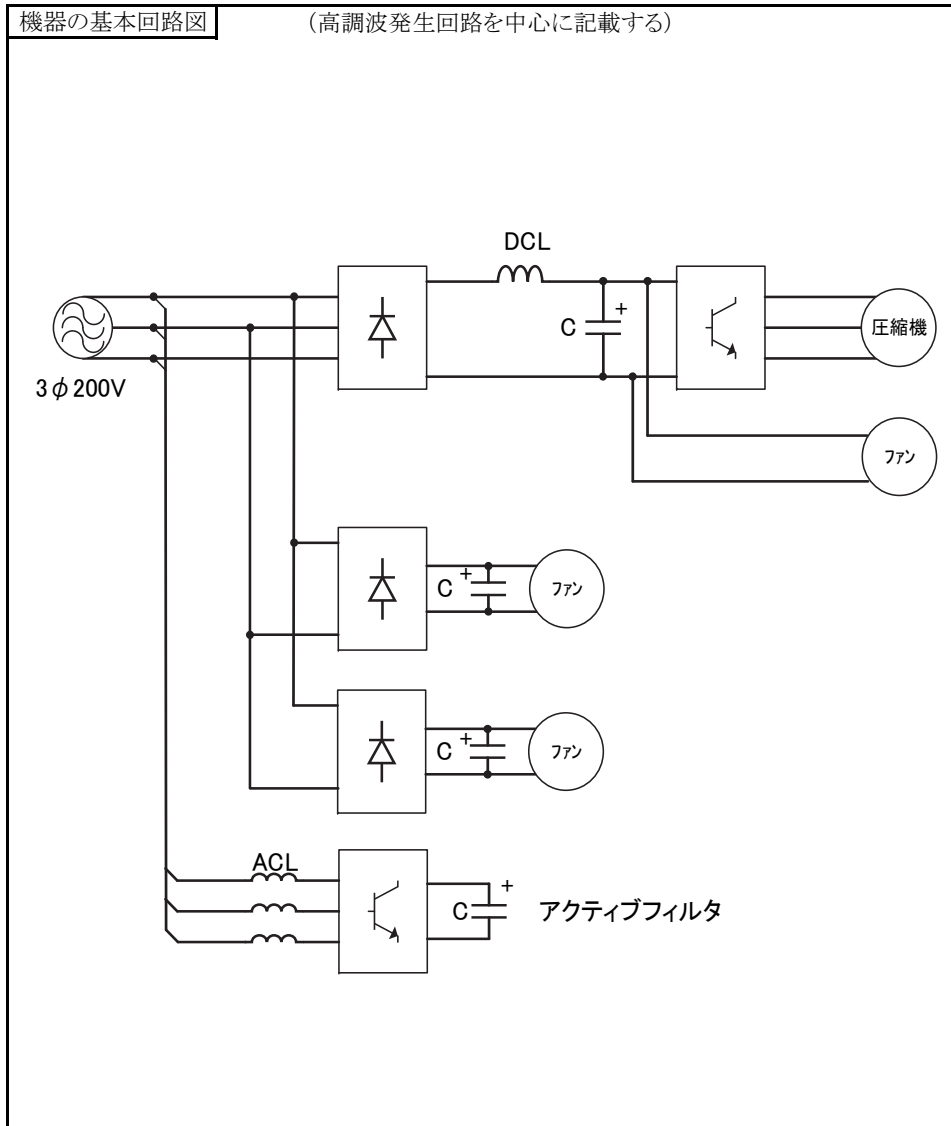 機器の基本回路図
(高調波発生回路を中心に記載する)
DCL
C
+
圧縮機
3φ200V
ファン
C
+
ファン
C
+
ファン
ACL
C
+
アクティブフィルタ